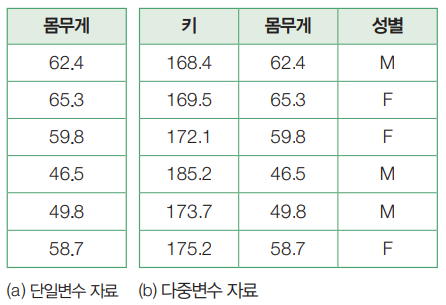 몸무게 키 몸무게 성별
62.4 168.4 62.4 M
65.3 169.5 65.3 F
59.8 172.1 59.8 F
46.5 185.2 46.5 M
49.8 173.7 49.8 M
58.7 175.2 58.7 F
(a) 단일변수 자료 (b) 다중변수 자료